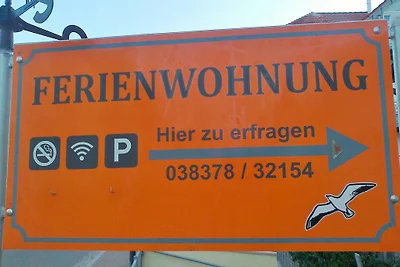 FERIENWOHNUNG
Hier zu erfragen
P
038378 / 32154